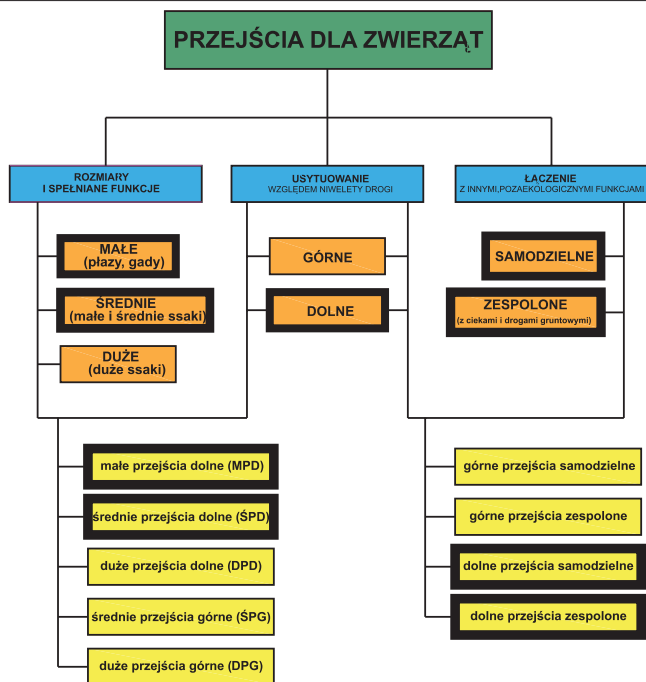 PRZEJŚCIA DLA ZWIERZĄT
ROZMIARY
I SPEŁNIANE FUNKCJE
USYTUOWANIE
WZGLĘDEM NIWELETY DROGI
ŁĄCZENIE
Z INNYMI,POZAEKOLOGICZNYMI FUNKCJAMI
MAŁE
(płazy, gady)
ŚREDNIE
(małe i średnie ssaki)
DUŻE
(duże ssaki)
GÓRNE
DOLNE
SAMODZIELNE
ZESPOLONE
(z ciekami i drogami gruntowymi)
małe przejścia dolne (MPD)
średnie przejścia dolne (ŚPD)
duże przejścia dolne (DPD)
średnie przejścia górne (ŚPG)
duże przejścia górne (DPG)
górne przejścia samodzielne
górne przejścia zespolone
dolne przejścia samodzielne
dolne przejścia zespolone